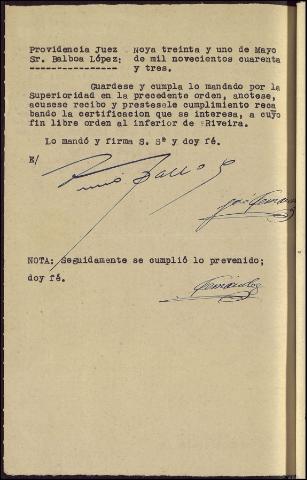 Providencia Juez Noya treinta y uno de Mayo
Sr. Balboa López: de mil novecientos cuarenta
---------------- y tres.
Guardese y cumpla lo mandado por la
Superioridad en la precedente orden, anotese,
acusese recibo y prestesele cumplimiento reca
bando la certificacion que se interesa, a cuyo
fin libre orden al inferior de Riveira.
Lo mandó y firma S. Sª y doy fé.
E/
NOTA: Seguidamente se cumplió lo prevenido;
doy fé.